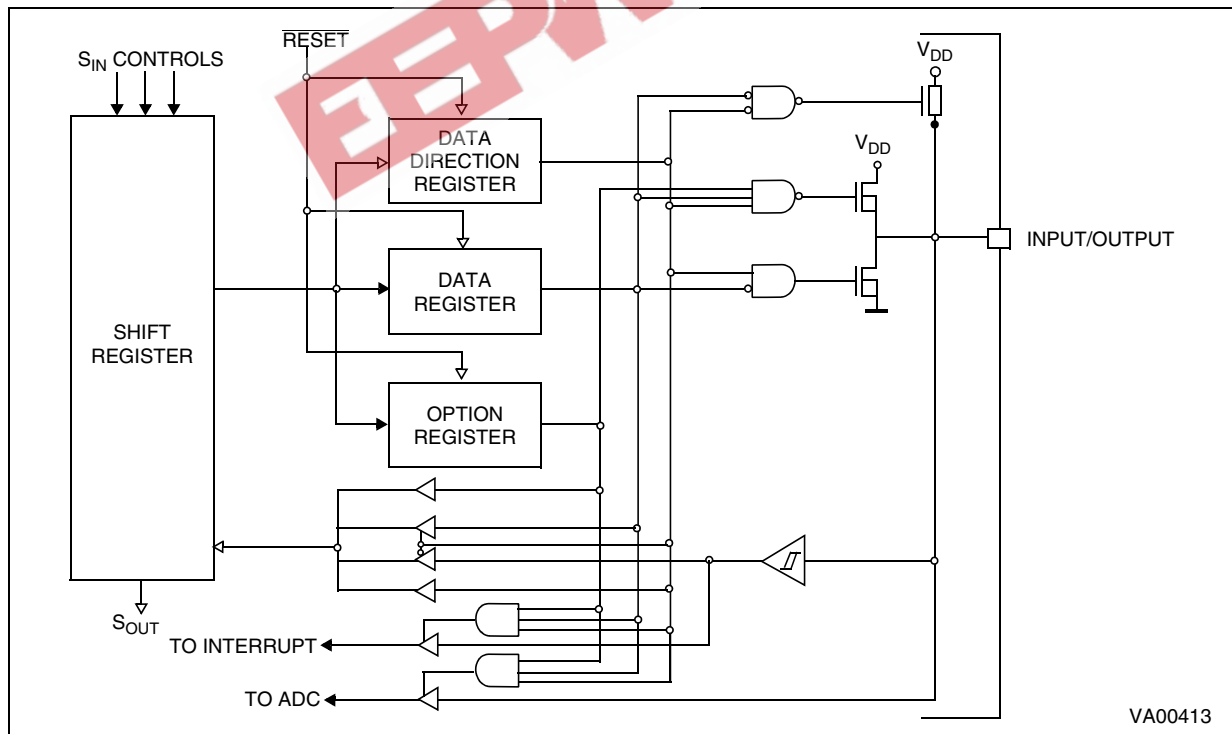 RESET
S_IN CONTROLS
V_DD
DATA
DIRECTION
REGISTER
V_DD
INPUT/OUTPUT
DATA
REGISTER
SHIFT
REGISTER
OPTION
REGISTER
S_OUT
TO INTERRUPT
TO ADC
VA00413